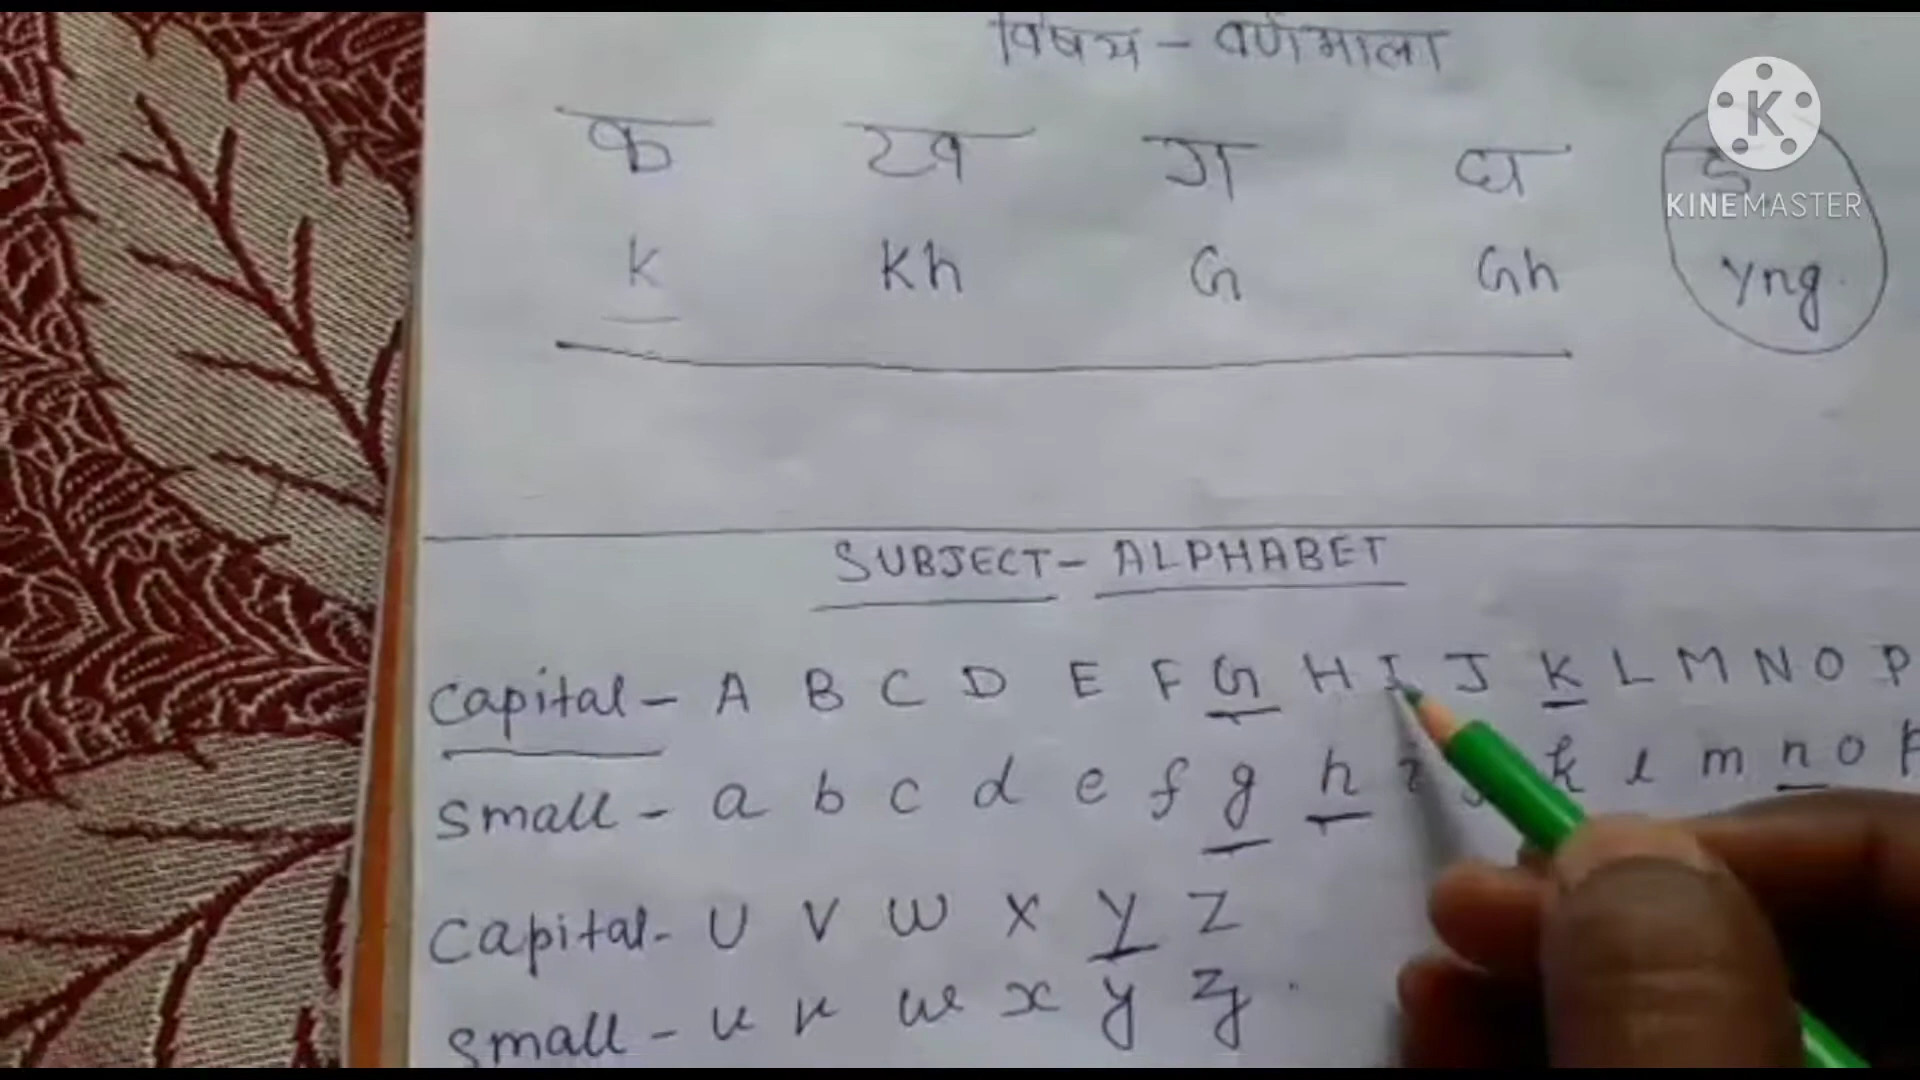 विषय - वर्णमाला
क ख ग घ ङ
K Kh G Gh yng
SUBJECT - ALPHABET
Capital - A B C D E F G H I J K L M N O P
Small - a b c d e f g h i j k l m n o p
Capital - U V W X Y Z
Small - u v w x y z
K
KINEMASTER